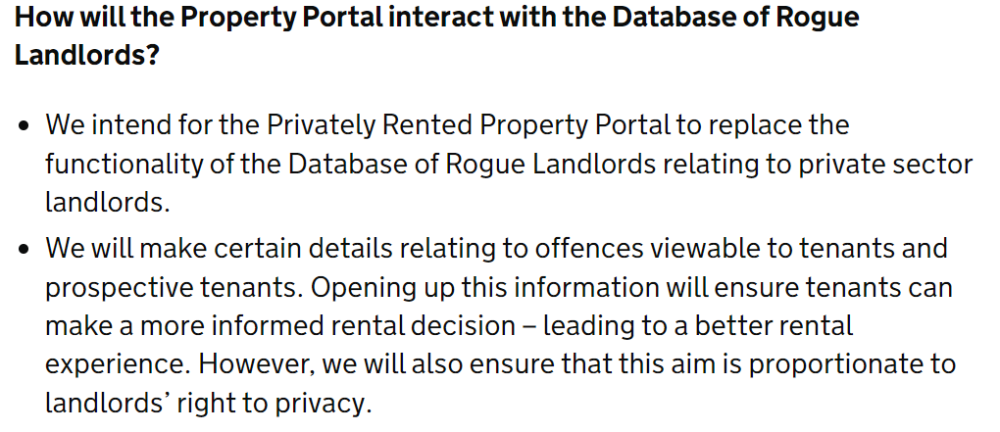 How will the Property Portal interact with the Database of Rogue
Landlords?
• We intend for the Privately Rented Property Portal to replace the
functionality of the Database of Rogue Landlords relating to private sector
landlords.
• We will make certain details relating to offences viewable to tenants and
prospective tenants. Opening up this information will ensure tenants can
make a more informed rental decision – leading to a better rental
experience. However, we will also ensure that this aim is proportionate to
landlords’ right to privacy.